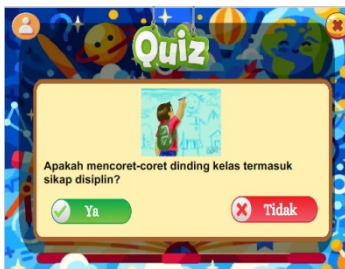 Quiz
Apakah mencoret-coret dinding kelas termasuk
sikap disiplin?
Ya
Tidak